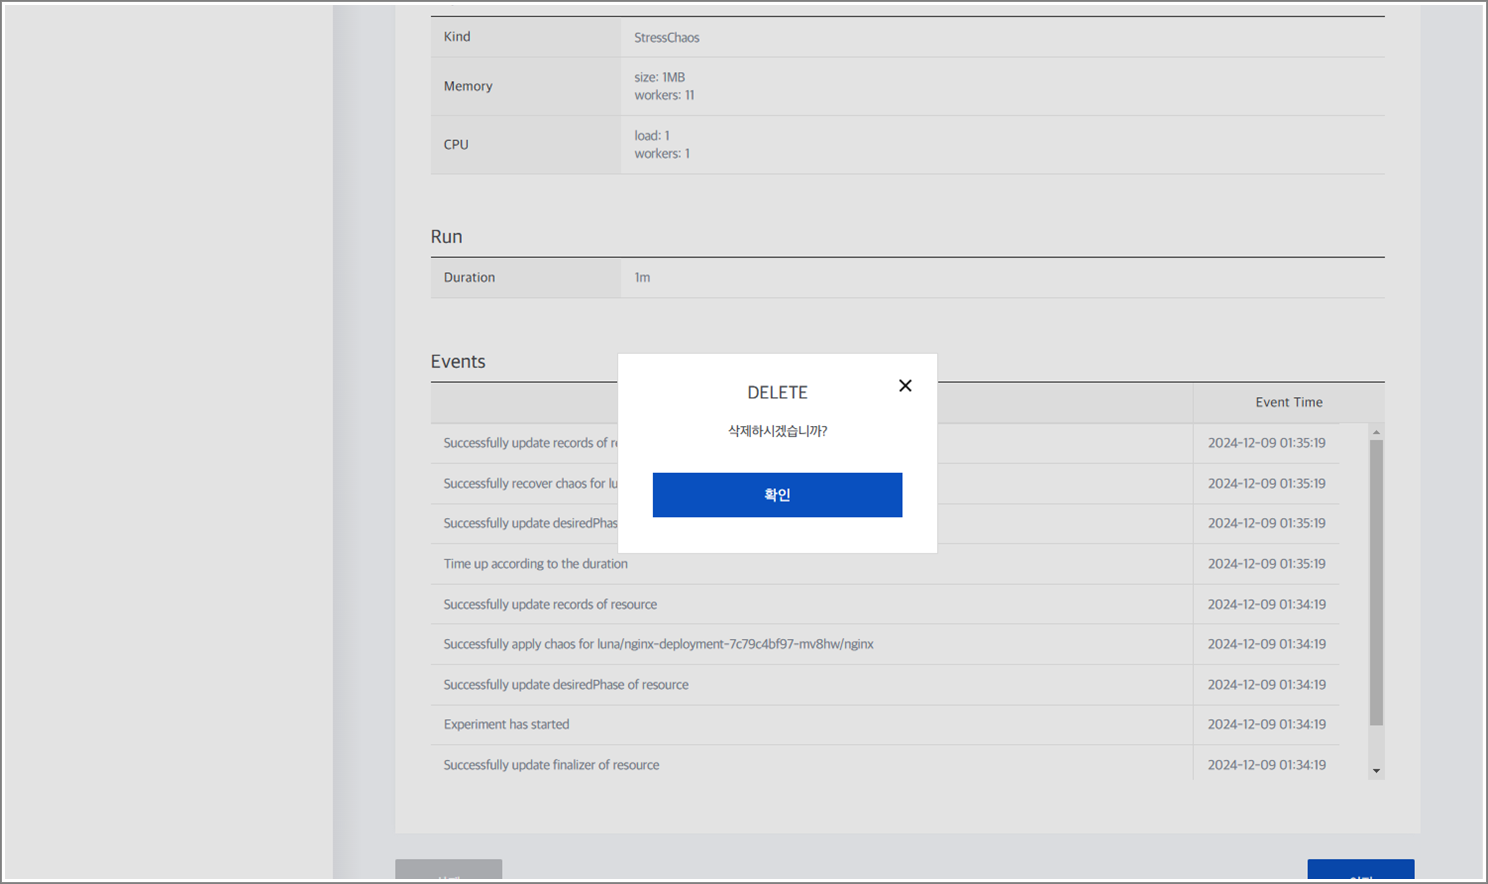 Kind
StressChaos
Memory
size: 1MB
workers: 11
CPU
load: 1
workers: 1
Run
Duration
1m
Events
Event Time
Successfully update records of
2024-12-09 01:35:19
Successfully recover chaos for
2024-12-09 01:35:19
Successfully update desiredPhas
2024-12-09 01:35:19
Time up according to the duration
2024-12-09 01:35:19
Successfully update records of resource
2024-12-09 01:34:19
Successfully apply chaos for luna/nginx-deployment-7c79c4bf97-mv8hw/nginx
2024-12-09 01:34:19
Successfully update desiredPhase of resource
2024-12-09 01:34:19
Experiment has started
2024-12-09 01:34:19
Successfully update finalizer of resource
2024-12-09 01:34:19
DELETE
삭제하시겠습니까?
확인